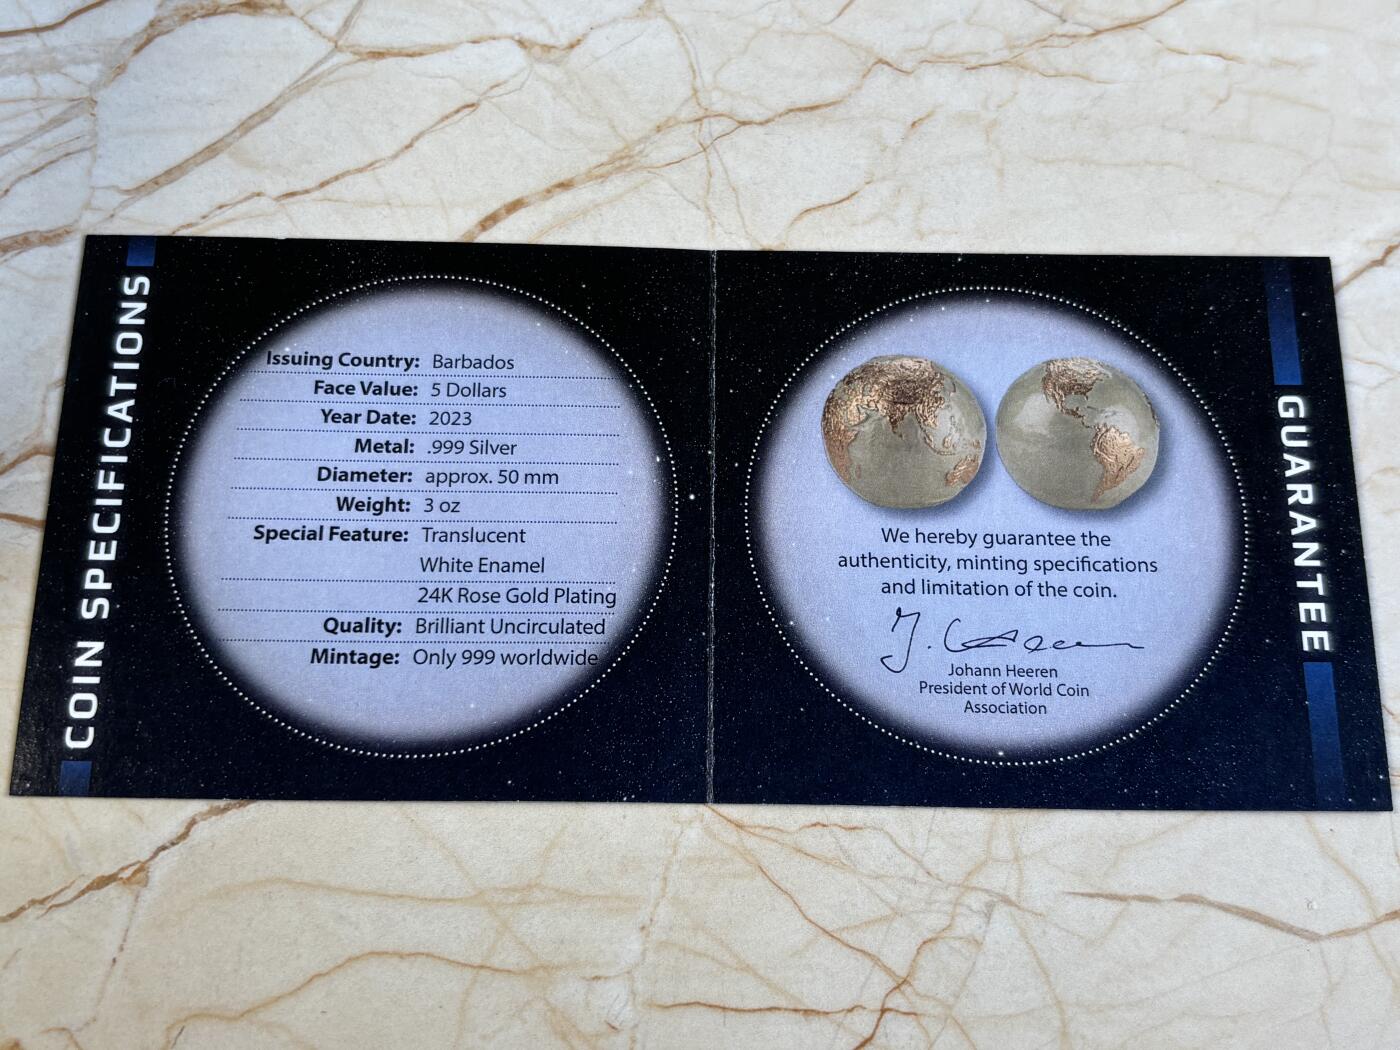 COIN SPECIFICATIONS
Issuing Country: Barbados
Face Value: 5 Dollars
Year Date: 2023
Metal: .999 Silver
Diameter: approx. 50 mm
Weight: 3 oz
Special Feature: Translucent
White Enamel
24K Rose Gold Plating
Quality: Brilliant Uncirculated
Mintage: Only 999 worldwide
GUARANTEE
We hereby guarantee the
authenticity, minting specifications
and limitation of the coin.
J. Heeren
Johann Heeren
President of World Coin
Association